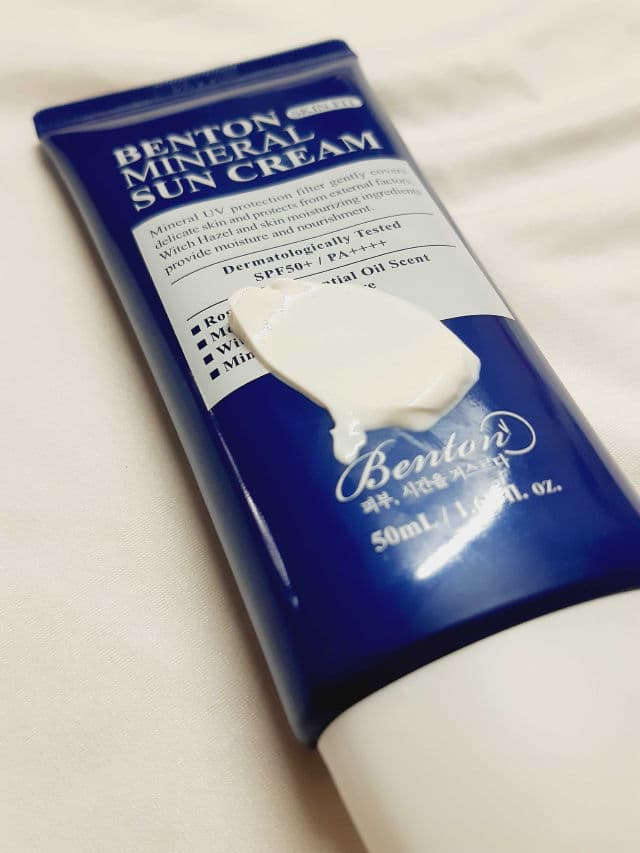 BENTON SKIN FIT
MINERAL
SUN CREAM
Mineral UV protection filter gently covers
delicate skin and protects from external factors.
Witch Hazel and skin moisturizing ingredients
provide moisture and nourishment.
Dermatologically Tested
SPF50+ / PA++++
Oil Scent
Benton
피부, 시간을 거스르다
50mL / fl. oz.